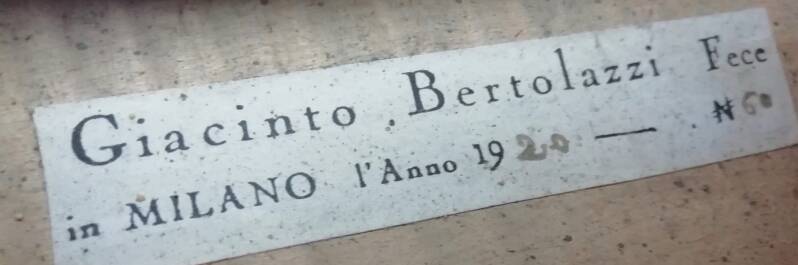 Giacinto Bertolazzi Fece
in MILANO l'Anno 1920 — N 60